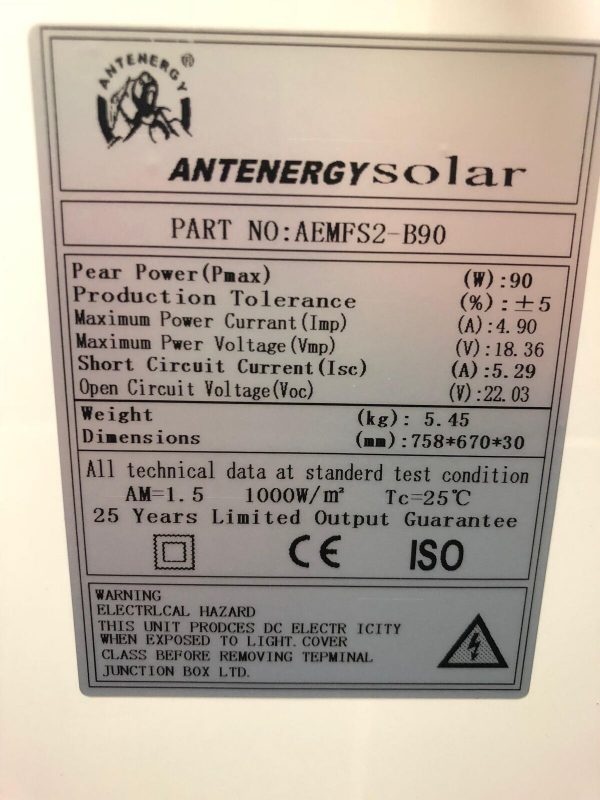 ANTENERGY®
ANTENERGYsolar
PART NO:AEMFS2-B90
Pear Power(Pmax) (W):90
Production Tolerance (%):±5
Maximum Power Currant(Imp) (A):4.90
Maximum Pwer Voltage(Vmp) (V):18.36
Short Circuit Current(Isc) (A):5.29
Open Circuit Voltage(Voc) (V):22.03
Weight (kg): 5.45
Dimensions (mm):758*670*30
All technical data at standerd test condition
AM=1.5 1000W/m² Tc=25℃
25 Years Limited Output Guarantee
CE ISO
WARNING
ELECTRLCAL HAZARD
THIS UNIT PRODCES DC ELECTR ICITY
WHEN EXPOSED TO LIGHT. COVER
CLASS BEFORE REMOVING TEPMINAL
JUNCTION BOX LTD.